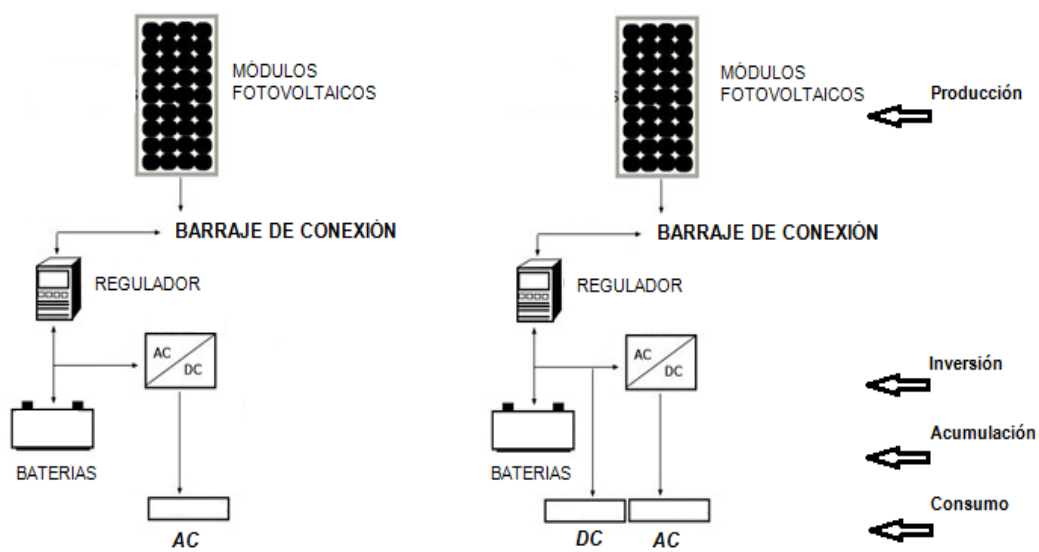 MÓDULOS
FOTOVOLTAICOS
BARRAJE DE CONEXIÓN
REGULADOR
AC
DC
BATERIAS
AC
MÓDULOS
FOTOVOLTAICOS
BARRAJE DE CONEXIÓN
REGULADOR
AC
DC
BATERIAS
DC
AC
Producción
Inversión
Acumulación
Consumo